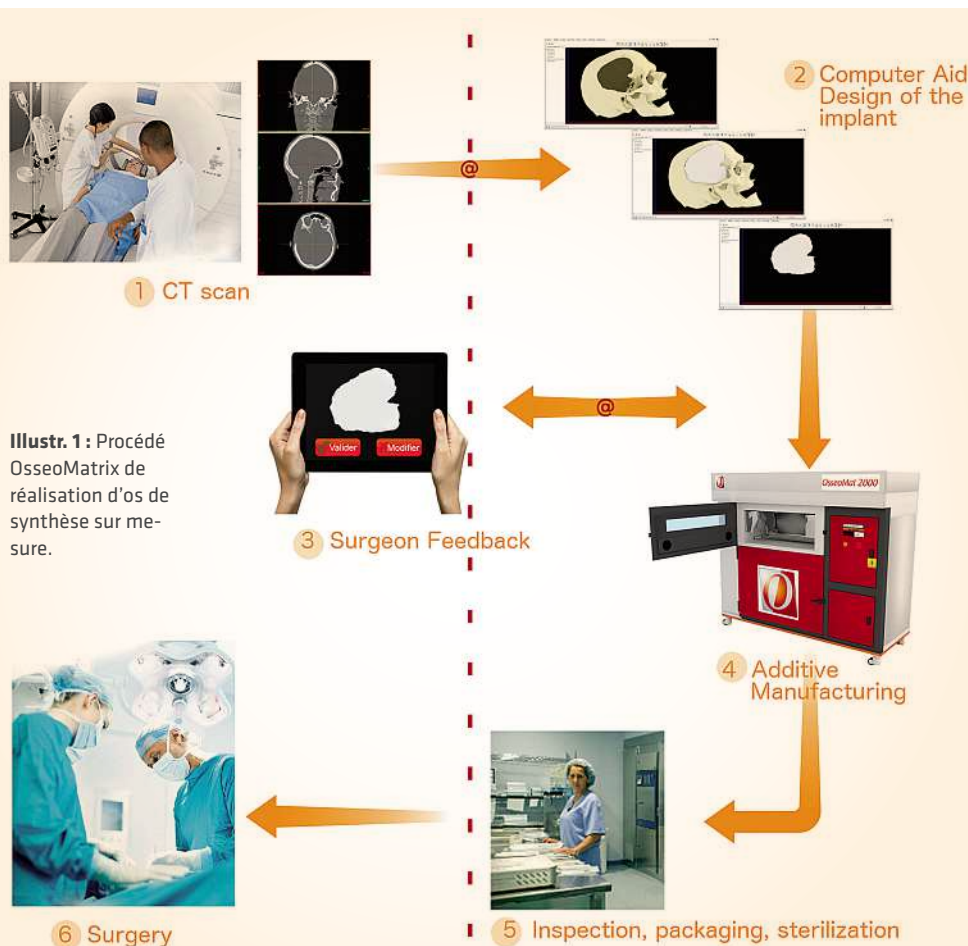 1 CT scan
@
2 Computer Aid
Design of the
implant
@
Valider
Modifier
3 Surgeon Feedback
Illustr. 1 : Procédé
OsseoMatrix de
réalisation d'os de
synthèse sur me-
sure.
OsseoMat 2000
4 Additive
Manufacturing
5 Inspection, packaging, sterilization
6 Surgery